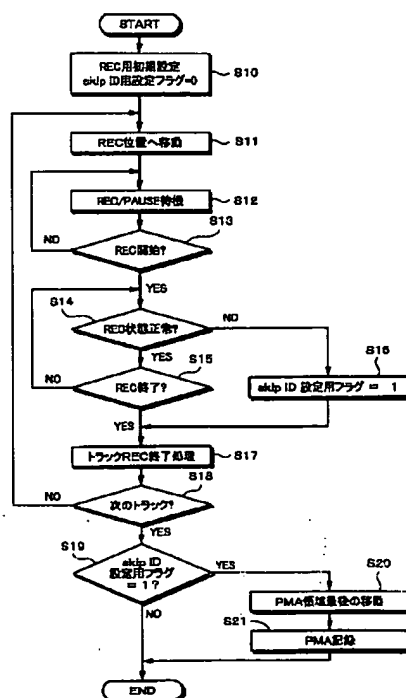 START
REC用初期設定
skip ID用設定フラグ=0
S10
REC位置へ移動
S11
REC/PAUSE待機
S12
REC開始?
S13
NO
YES
S14
REC状態正常?
NO
YES
S15
REC終了?
NO
YES
skip ID 設定用フラグ = 1
S16
トラックREC終了処理
S17
次のトラック?
S18
NO
YES
S19
skip ID
設定用フラグ
= 1?
YES
NO
S20
PMA領域最後の移動
S21
PMA記録
END